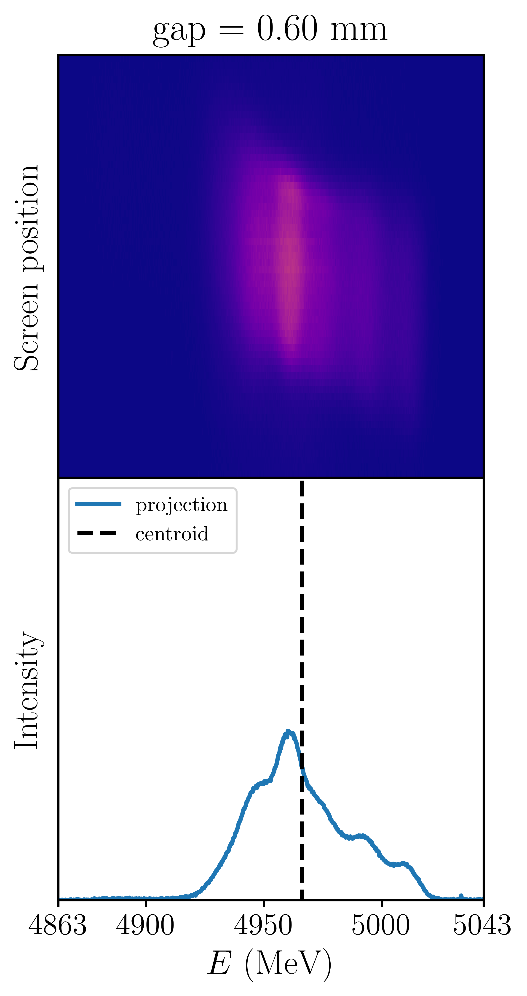 gap = 0.60 mm
Screen position
projection
centroid
Intensity
4863 4900 4950 5000 5043
E (MeV)